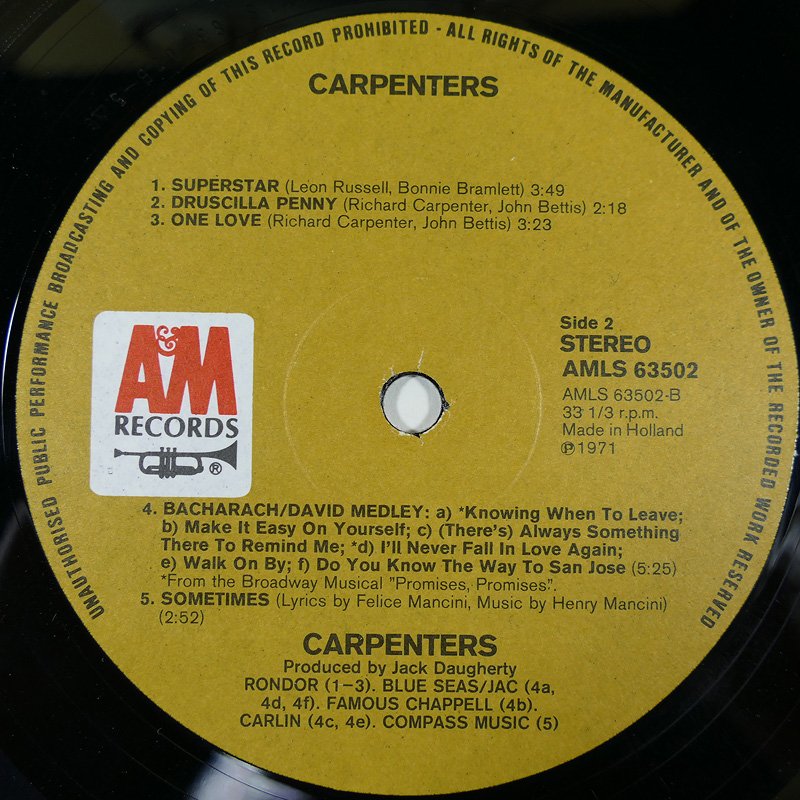 UNAUTHORISED PUBLIC PERFORMANCE BROADCASTING AND COPYING OF THIS RECORD PROHIBITED - ALL RIGHTS OF THE MANUFACTURER AND OF THE OWNER OF THE RECORDED WORK RESERVED
CARPENTERS
1. SUPERSTAR (Leon Russell, Bonnie Bramlett) 3:49
2. DRUSCILLA PENNY (Richard Carpenter, John Bettis) 2:18
3. ONE LOVE (Richard Carpenter, John Bettis) 3:23
A&M
RECORDS
®
Side 2
STEREO
AMLS 63502
AMLS 63502-B
33 1/3 r.p.m.
Made in Holland
℗1971
4. BACHARACH/DAVID MEDLEY: a) *Knowing When To Leave;
b) Make It Easy On Yourself; c) (There's) Always Something
There To Remind Me; *d) I'll Never Fall In Love Again;
e) Walk On By; f) Do You Know The Way To San Jose (5:25)
*From the Broadway Musical "Promises, Promises".
5. SOMETIMES (Lyrics by Felice Mancini, Music by Henry Mancini)
(2:52)
CARPENTERS
Produced by Jack Daugherty
RONDOR (1-3). BLUE SEAS/JAC (4a,
4d, 4f). FAMOUS CHAPPELL (4b).
CARLIN (4c, 4e). COMPASS MUSIC (5)